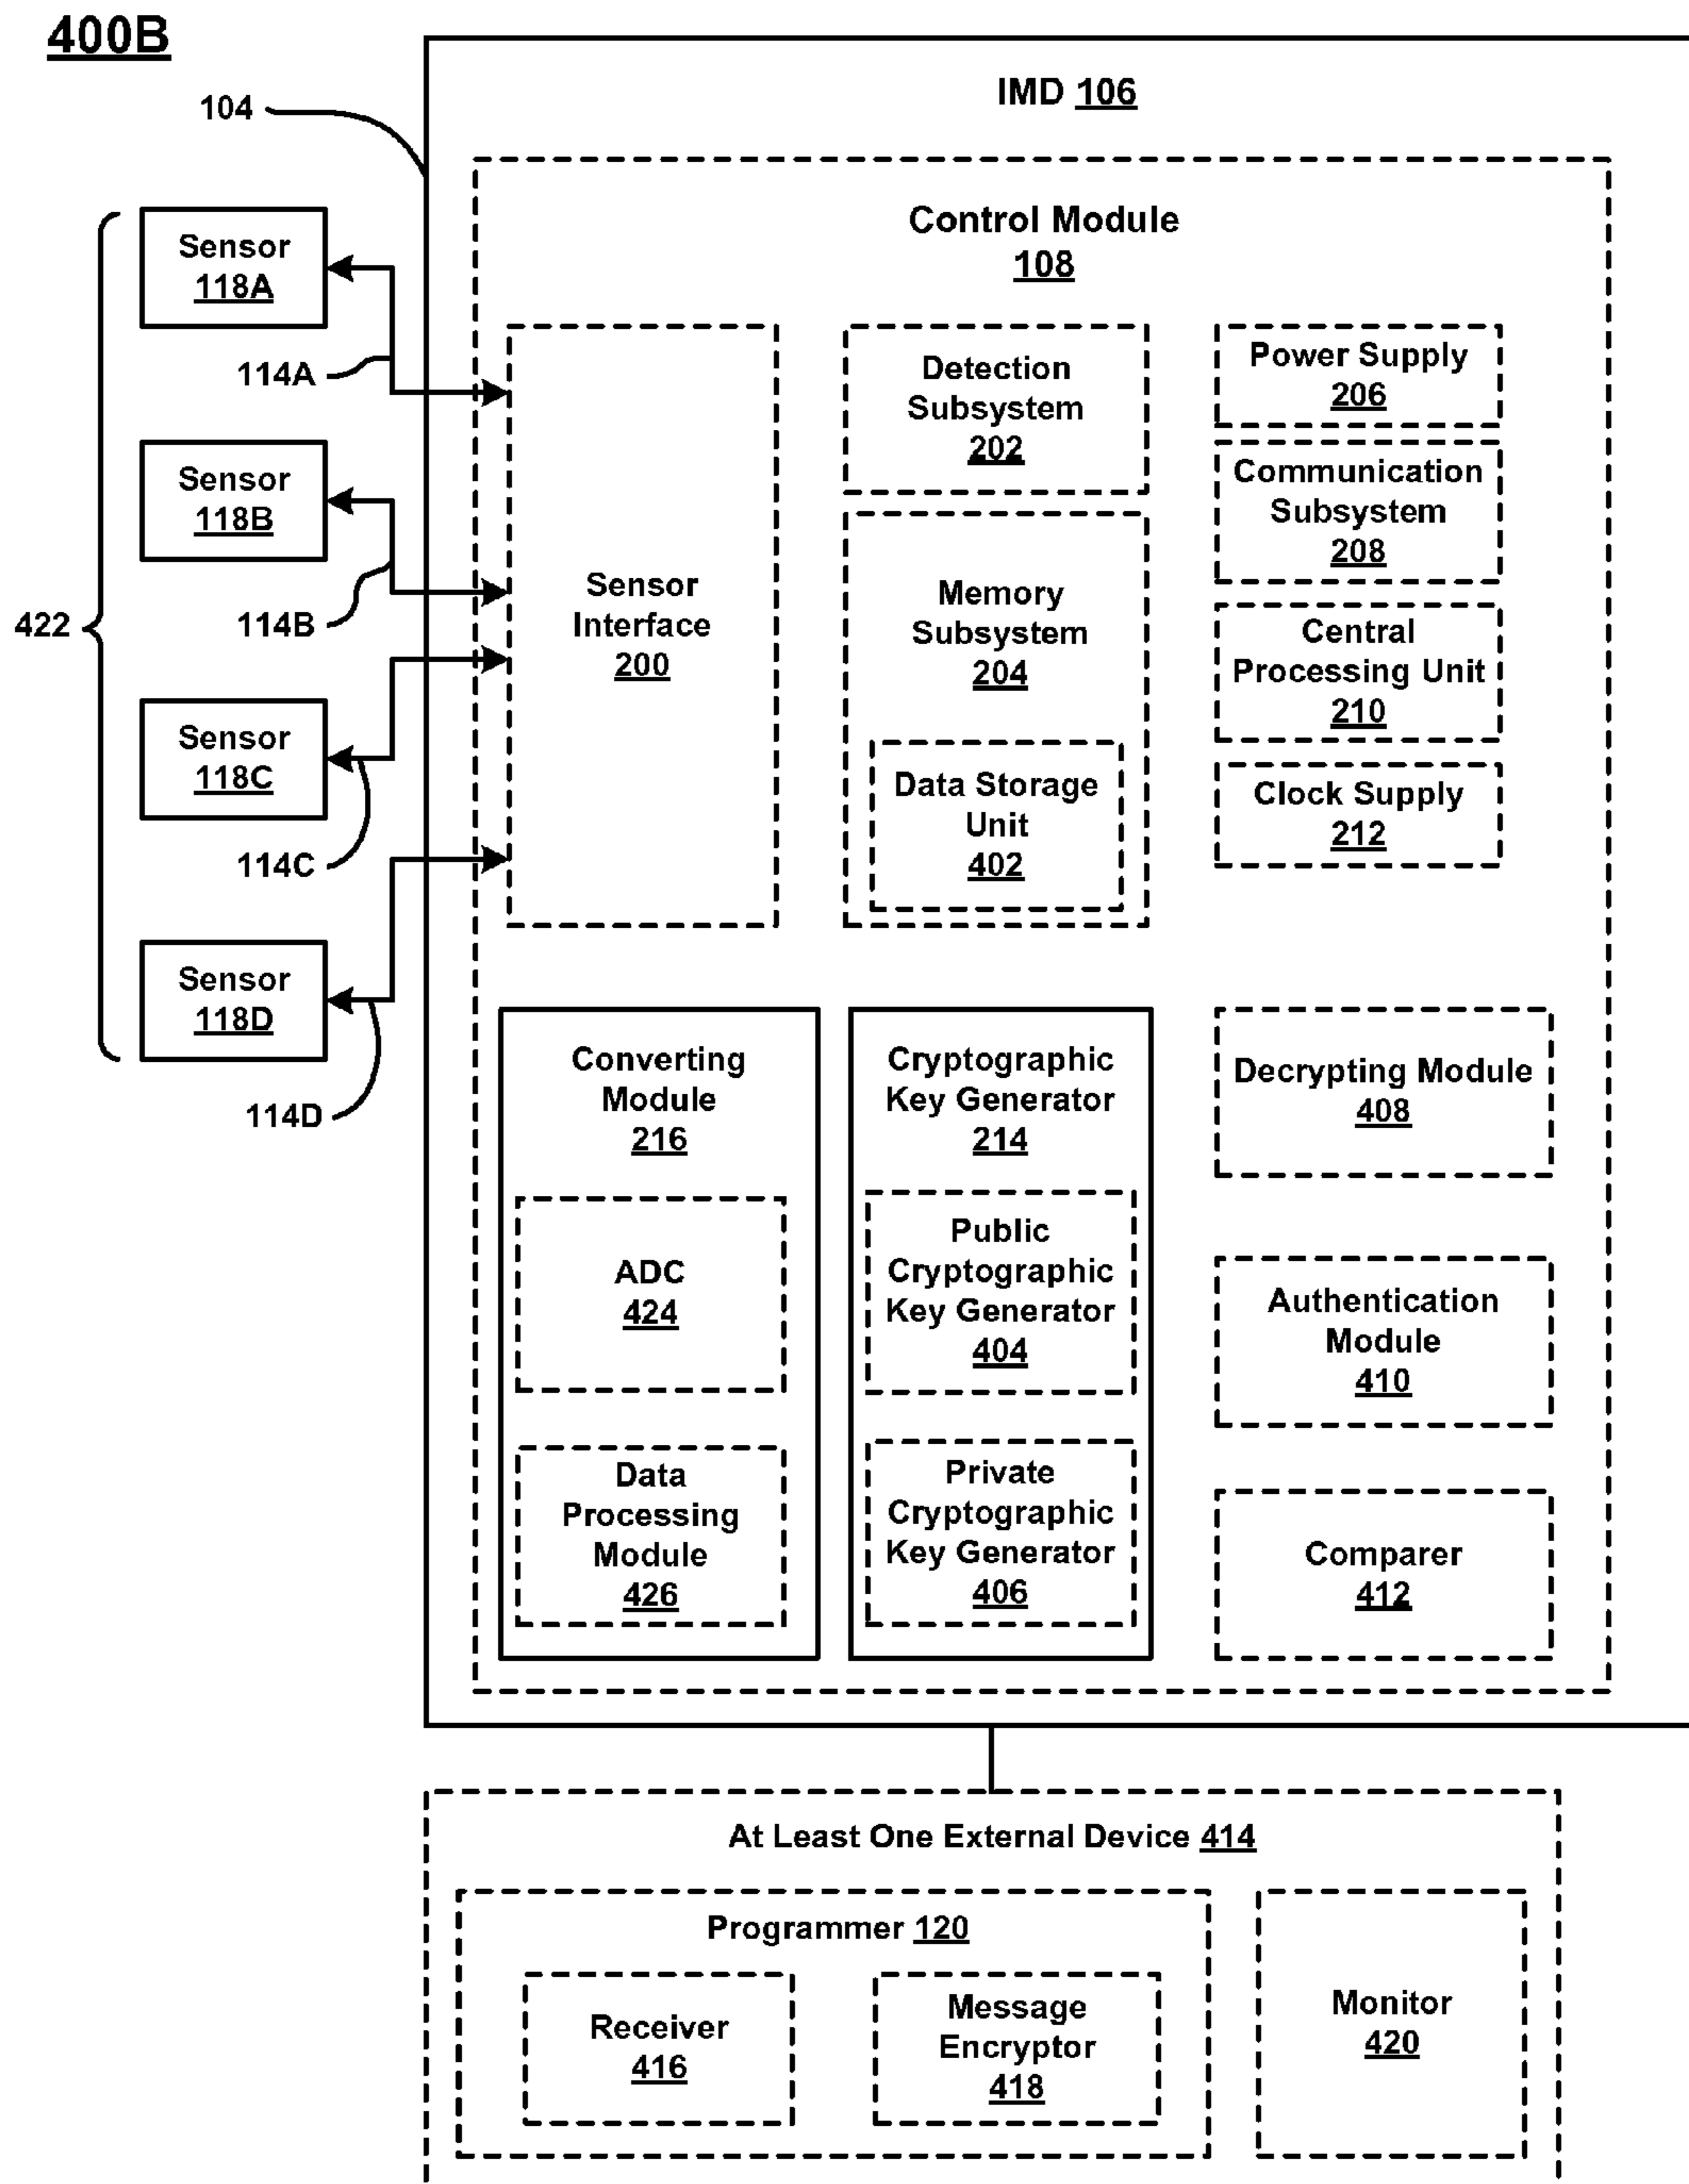 400B
IMD 106
104
Control Module
108
Sensor
118A
114A
Sensor
118B
114B
422
Sensor
118C
114C
Sensor
118D
114D
Sensor
Interface
200
Detection
Subsystem
202
Memory
Subsystem
204
Data Storage
Unit
402
Power Supply
206
Communication
Subsystem
208
Central
Processing Unit
210
Clock Supply
212
Converting
Module
216
ADC
424
Data
Processing
Module
426
Cryptographic
Key Generator
214
Public
Cryptographic
Key Generator
404
Private
Cryptographic
Key Generator
406
Decrypting Module
408
Authentication
Module
410
Comparer
412
At Least One External Device 414
Programmer 120
Receiver
416
Message
Encryptor
418
Monitor
420